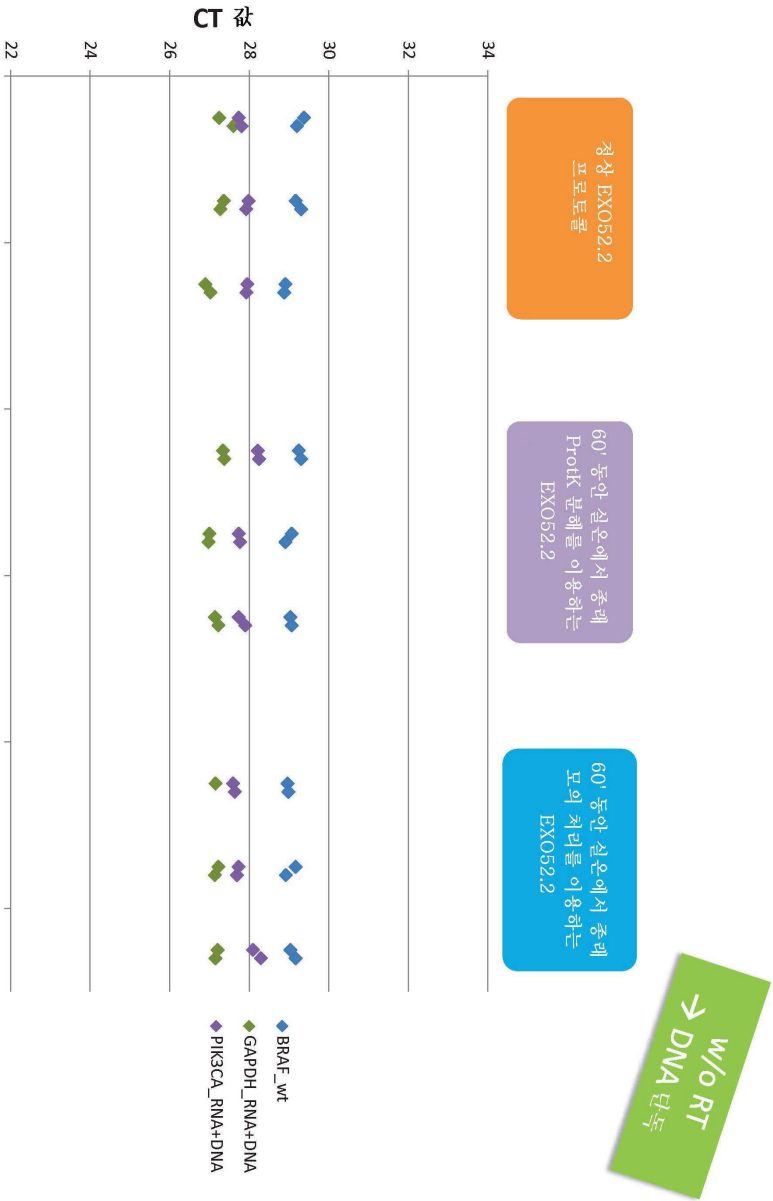 w/o RT
→ DNA 단독
정상 EXO52.2
프로토콜
60' 동안 실온에서 종래
ProtK 분해를 이용하는
EXO52.2
60' 동안 실온에서 종래
모의 처리를 이용하는
EXO52.2
CT 값
34
32
30
28
26
24
22
BRAF_wt
GAPDH_RNA+DNA
PIK3CA_RNA+DNA